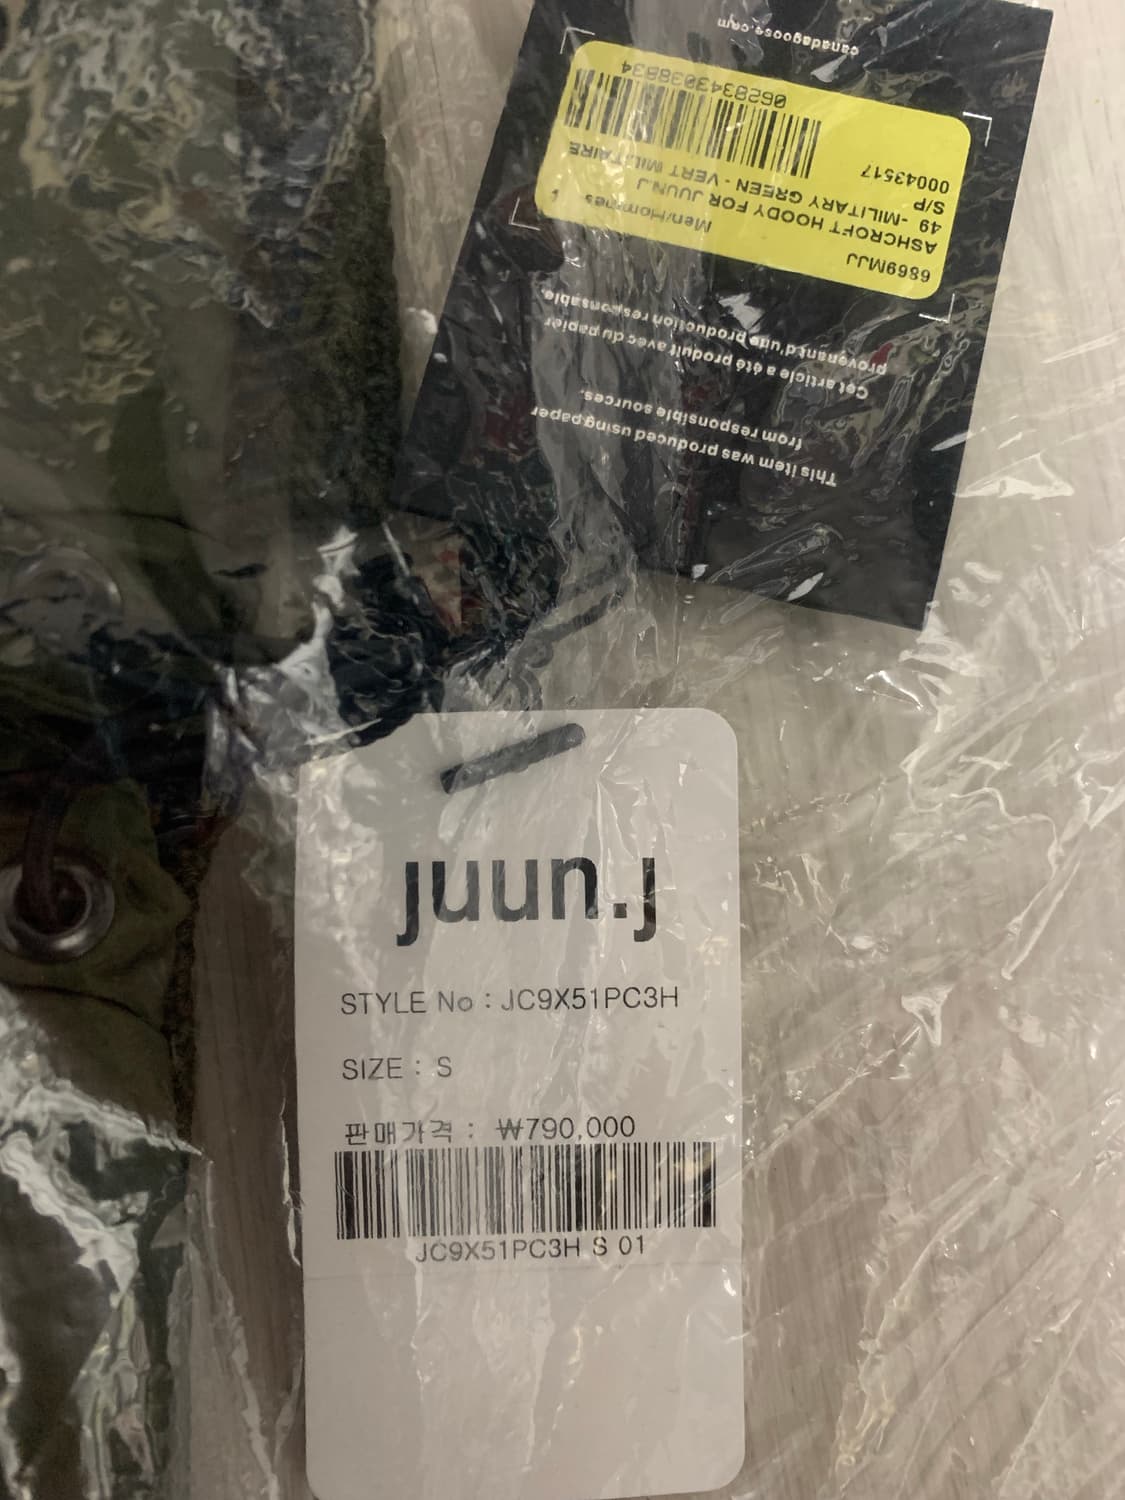 canadagoose.com
6869MJJ
ASHCROFT HOODY FOR JUUN.J
Men/Hommes
49 -MILITARY GREEN - VERT MILITAIRE
S/P
00043517
Cet article a été produit avec du papier
provenant d'une production responsable.
This item was produced using paper
from responsible sources.
juun.j
STYLE No : JC9X51PC3H
SIZE : S
판매가격 : ₩790,000
JC9X51PC3H S 01